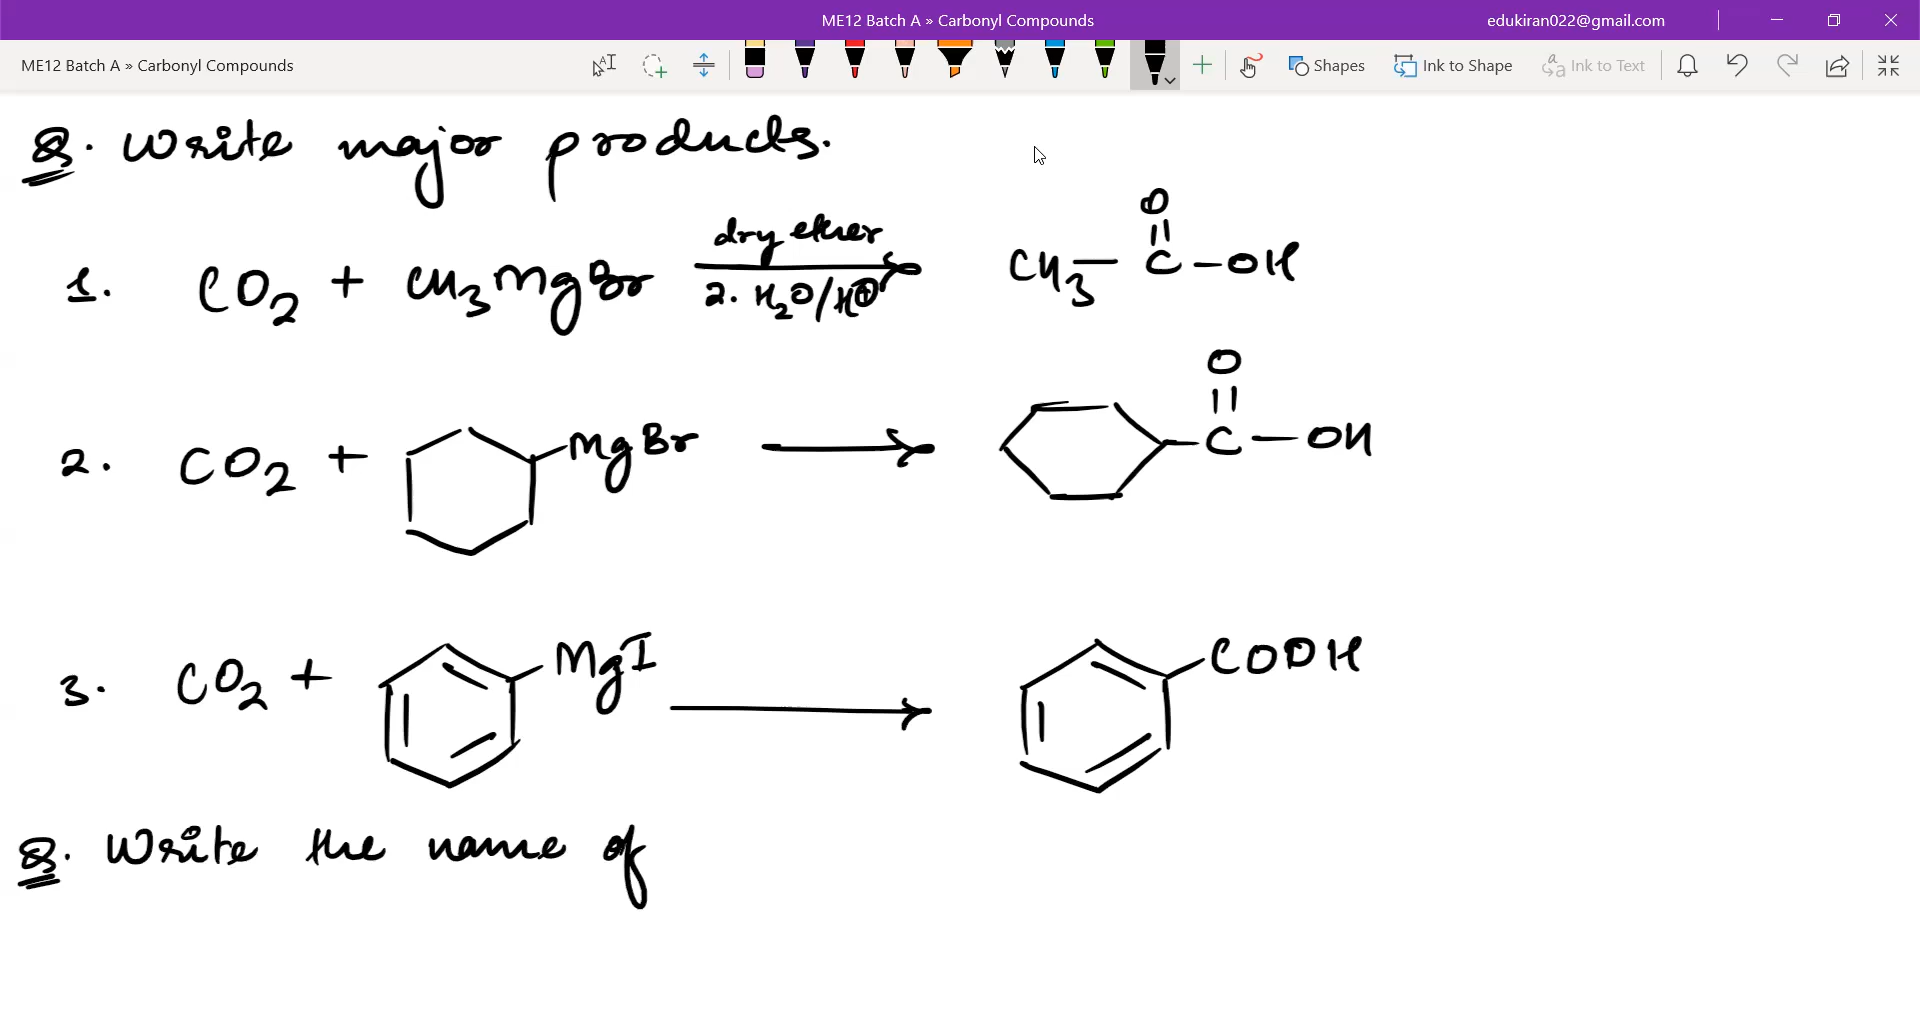 ME12 Batch A » Carbonyl Compounds
edukiran022@gmail.com
ME12 Batch A » Carbonyl Compounds
Shapes
Ink to Shape
Ink to Text
Q. Write major products.
1. CO2 + CH3MgBr dry ether 2. H2O/H⊕ CH3—C—OH
O
2. CO2 + MgBr C—OH
O
3. CO2 + MgI COOH
Q. Write the name of